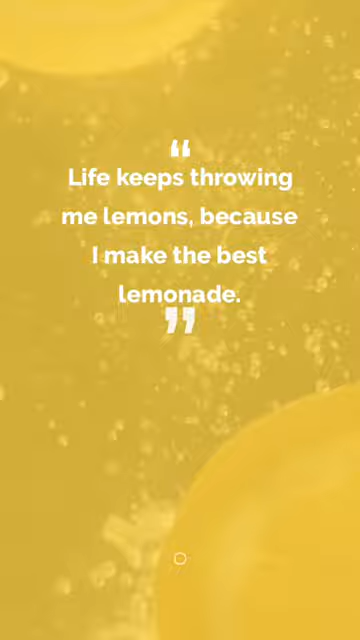 “
Life keeps throwing
me lemons, because
I make the best
lemonade.
”